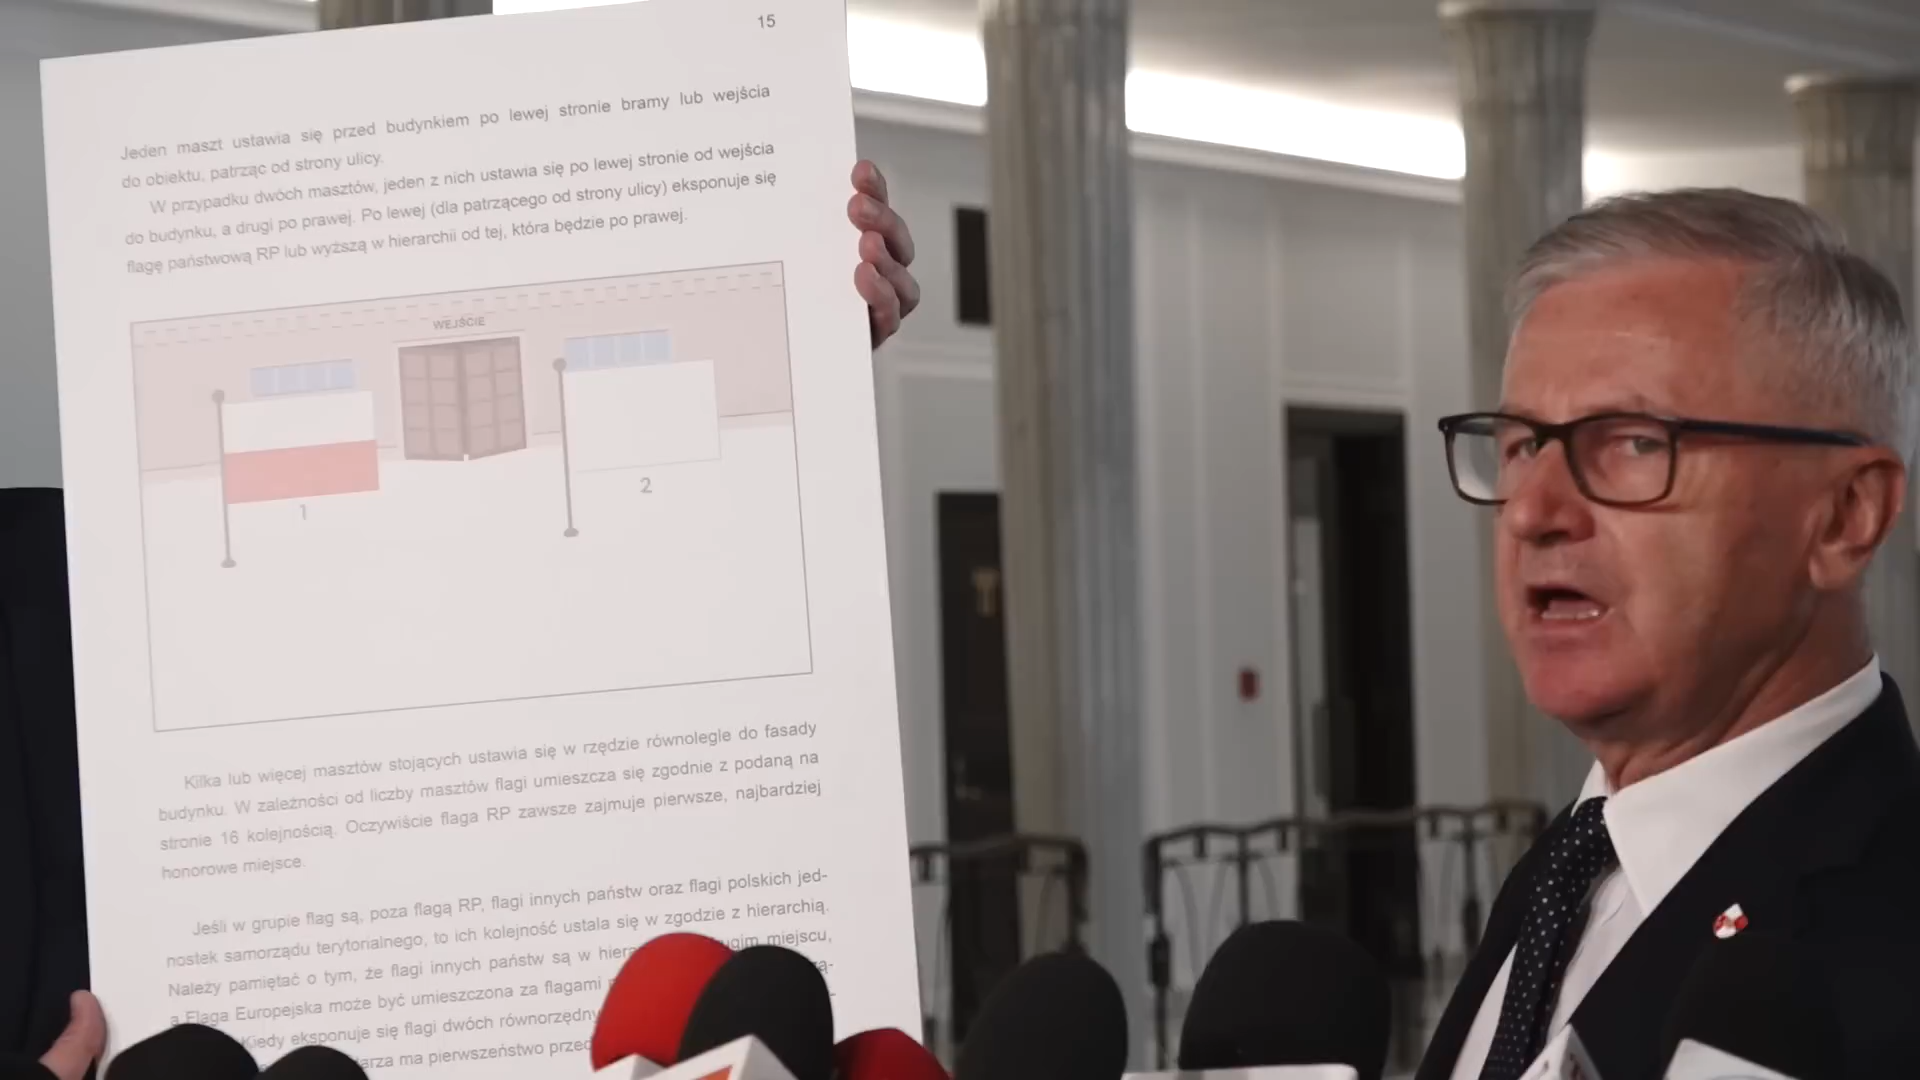 15
Jeden maszt ustawia się przed budynkiem po lewej stronie bramy lub wejścia
do obiektu, patrząc od strony ulicy.
W przypadku dwóch masztów, jeden z nich ustawia się po lewej stronie od wejścia
do budynku, a drugi po prawej. Po lewej (dla patrzącego od strony ulicy) eksponuje się
flagę państwową RP lub wyższą w hierarchii od tej, która będzie po prawej.
WEJŚCIE
1
2
Kilka lub więcej masztów stojących ustawia się w rzędzie równolegle do fasady
budynku. W zależności od liczby masztów flagi umieszcza się zgodnie z podaną na
stronie 16 kolejnością. Oczywiście flaga RP zawsze zajmuje pierwsze, najbardziej
honorowe miejsce.
Jeśli w grupie flag są, poza flagą RP, flagi innych państw oraz flagi polskich jed-
nostek samorządu terytorialnego, to ich kolejność ustala się w zgodzie z hierarchią.
Należy pamiętać o tym, że flagi innych państw są w miejscu,
a Flaga Europejska może być umieszczona za flagami
Kiedy eksponuje się flagi dwóch
ma pierwszeństwo